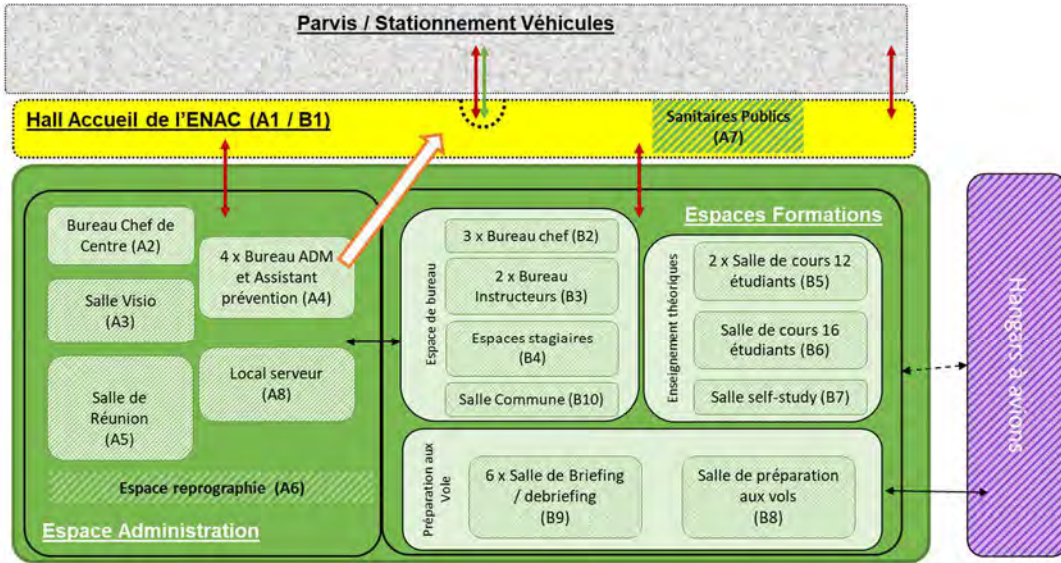 Parvis / Stationnement Véhicules
Hall Accueil de l'ENAC (A1 / B1)
Sanitaires Publics
(A7)
Bureau Chef de
Centre (A2)
4 x Bureau ADM
et Assistant
prévention (A4)
Salle Visio
(A3)
Local serveur
(A8)
Salle de
Réunion
(A5)
Espace reprographie (A6)
Espace Administration
Espaces Formations
Espace de bureau
3 x Bureau chef (B2)
2 x Bureau
Instructeurs (B3)
Espaces stagiaires
(B4)
Salle Commune (B10)
Enseignement théoriques
2 x Salle de cours 12
étudiants (B5)
Salle de cours 16
étudiants (B6)
Salle self-study (B7)
Préparation aux
Vole
6 x Salle de Briefing
/ debriefing
(B9)
Salle de préparation
aux vols
(B8)
Hangars à avions